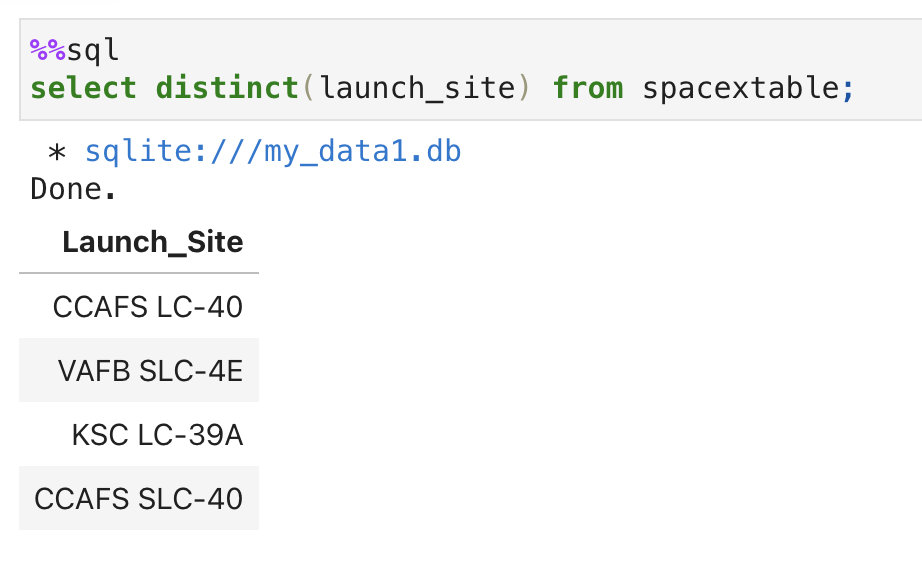 %%sql
select distinct(launch_site) from spacextable;
* sqlite:///my_data1.db
Done.
Launch_Site
CCAFS LC-40
VAFB SLC-4E
KSC LC-39A
CCAFS SLC-40